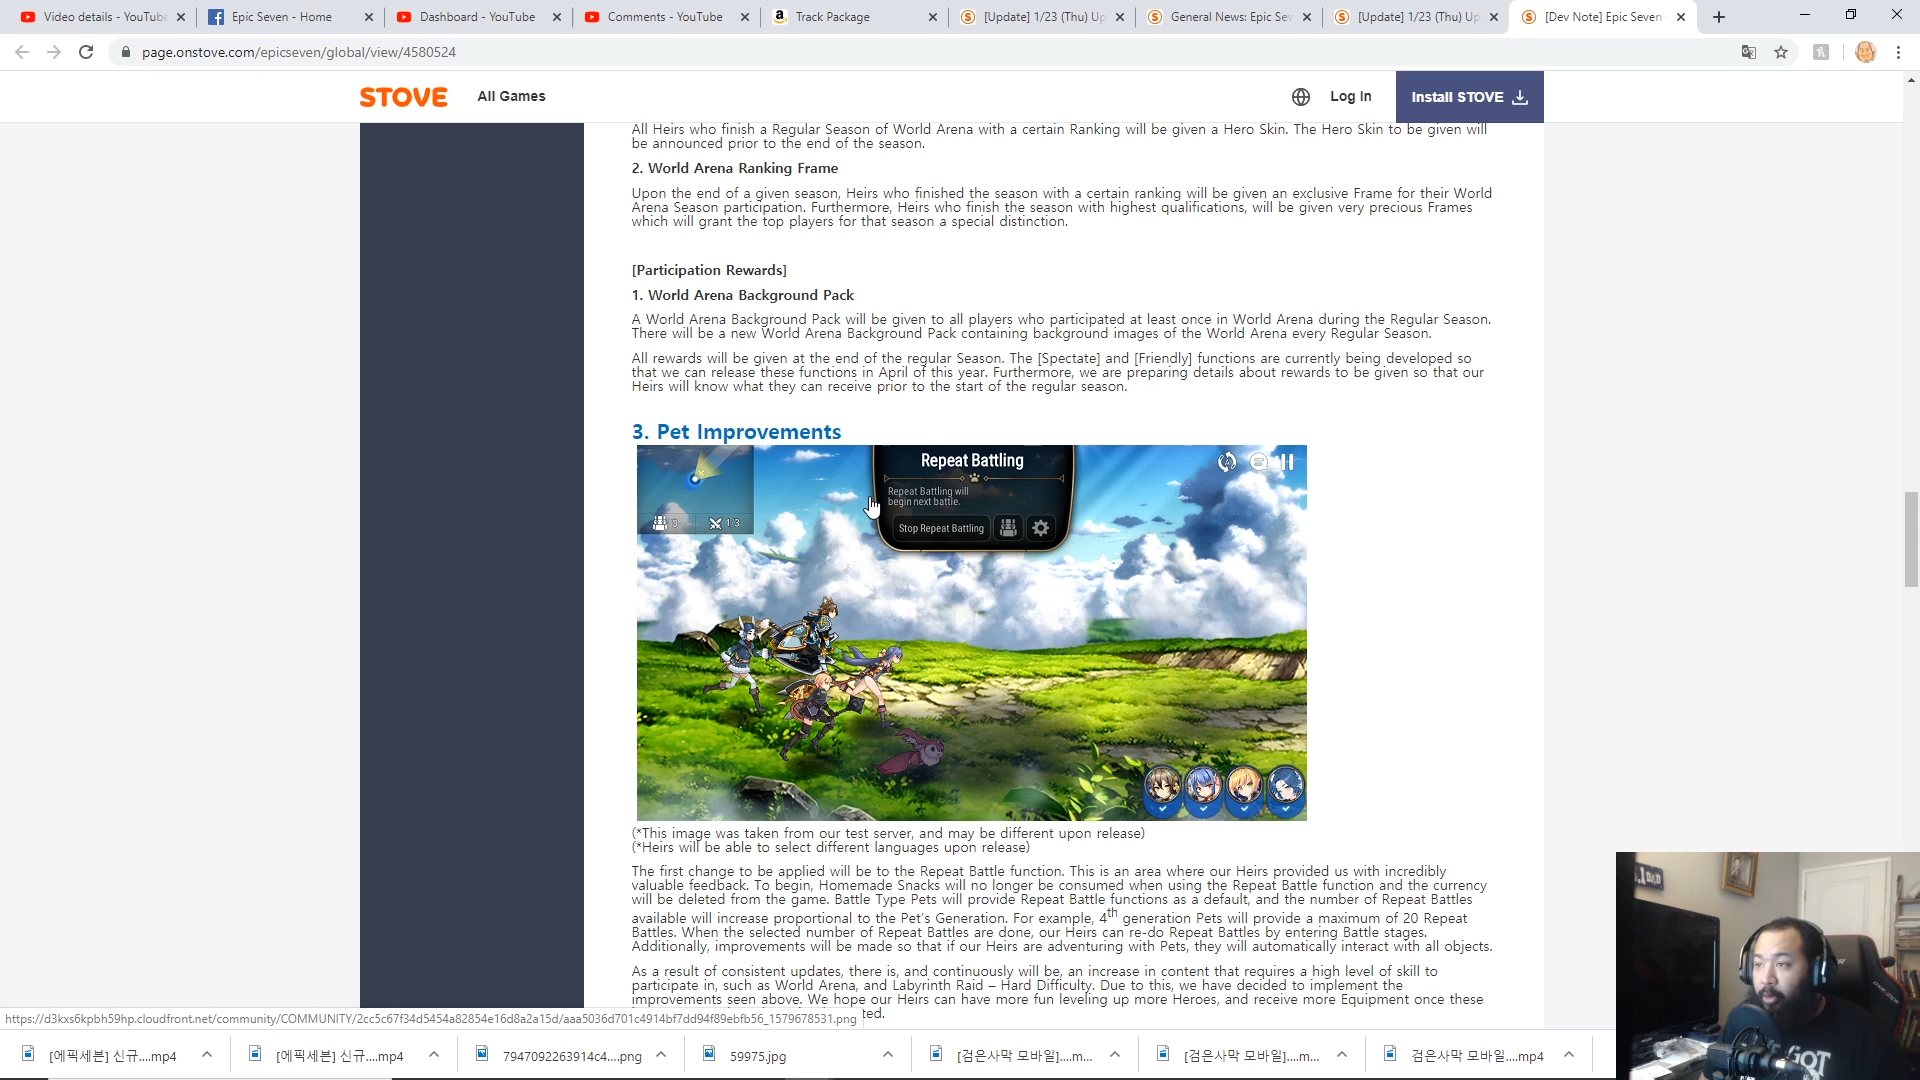 Video details - YouTube
Epic Seven - Home
Dashboard - YouTube
Comments - YouTube
Track Package
[Update] 1/23 (Thu) Up
General News: Epic Sev
[Update] 1/23 (Thu) Up
[Dev Note] Epic Seven
page.onstove.com/epicseven/global/view/4580524
STOVE
All Games
Log In
Install STOVE
All Heirs who finish a Regular Season of World Arena with a certain Ranking will be given a Hero Skin. The Hero Skin to be given will
be announced prior to the end of the season.
2. World Arena Ranking Frame
Upon the end of a given season, Heirs who finished the season with a certain ranking will be given an exclusive Frame for their World
Arena Season participation. Furthermore, Heirs who finish the season with highest qualifications, will be given very precious Frames
which will grant the top players for that season a special distinction.
[Participation Rewards]
1. World Arena Background Pack
A World Arena Background Pack will be given to all players who participated at least once in World Arena during the Regular Season.
There will be a new World Arena Background Pack containing background images of the World Arena every Regular Season.
All rewards will be given at the end of the regular Season. The [Spectate] and [Friendly] functions are currently being developed so
that we can release these functions in April of this year. Furthermore, we are preparing details about rewards to be given so that our
Heirs will know what they can receive prior to the start of the regular season.
3. Pet Improvements
Repeat Battling
Repeat Battling will
begin next battle.
Stop Repeat Battling
0
1/3
(*This image was taken from our test server, and may be different upon release)
(*Heirs will be able to select different languages upon release)
The first change to be applied will be to the Repeat Battle function. This is an area where our Heirs provided us with incredibly
valuable feedback. To begin, Homemade Snacks will no longer be consumed when using the Repeat Battle function and the currency
will be deleted from the game. Battle Type Pets will provide Repeat Battle functions as a default, and the number of Repeat Battles
available will increase proportional to the Pet's Generation. For example, 4th generation Pets will provide a maximum of 20 Repeat
Battles. When the selected number of Repeat Battles are done, our Heirs can re-do Repeat Battles by entering Battle stages.
Additionally, improvements will be made so that if our Heirs are adventuring with Pets, they will automatically interact with all objects.
As a result of consistent updates, there is, and continuously will be, an increase in content that requires a high level of skill to
participate in, such as World Arena, and Labyrinth Raid – Hard Difficulty. Due to this, we have decided to implement the
improvements seen above. We hope our Heirs can have more fun leveling up more Heroes, and receive more Equipment once these
ted.
https://d3kxs6kpbh59hp.cloudfront.net/community/COMMUNITY/2cc5c67f34d5454a82854e16d8a2a15d/aaa5036d701c4914bf7dd94f89ebfb56_1579678531.png
[에픽세븐] 신규....mp4
[에픽세븐] 신규....mp4
7947092263914c4....png
59975.jpg
[검은사막 모바일]....m...
[검은사막 모바일]....m...
검은사막 모바일....mp4
GOT